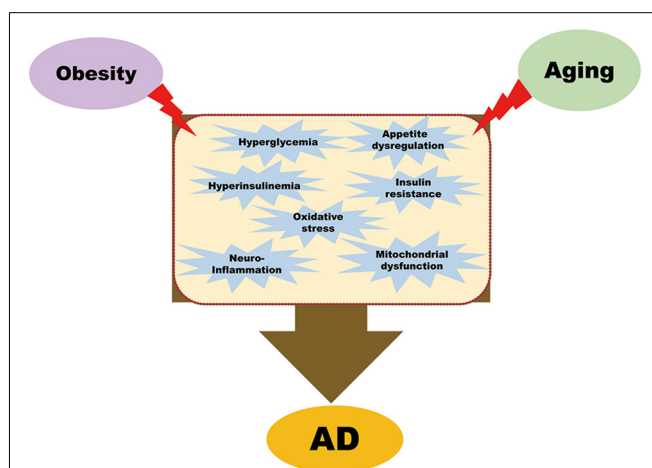 Obesity
Aging
Hyperglycemia
Appetite
dysregulation
Hyperinsulinemia
Insulin
resistance
Oxidative
stress
Neuro-
Inflammation
Mitochondrial
dysfunction
AD